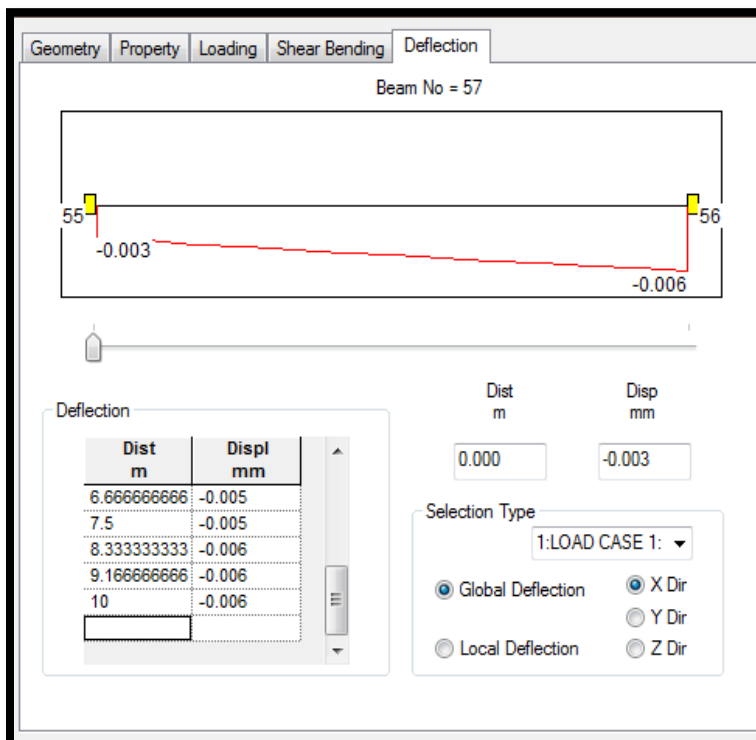 Geometry Property Loading Shear Bending Deflection
Beam No = 57
55 56
-0.003
-0.006
Dist Disp
m mm
0.000 -0.003
Deflection
Dist Displ
m mm
6.666666666 -0.005
7.5 -0.005
8.333333333 -0.006
9.166666666 -0.006
10 -0.006
Selection Type
1:LOAD CASE 1:
Global Deflection X Dir
Y Dir
Local Deflection Z Dir